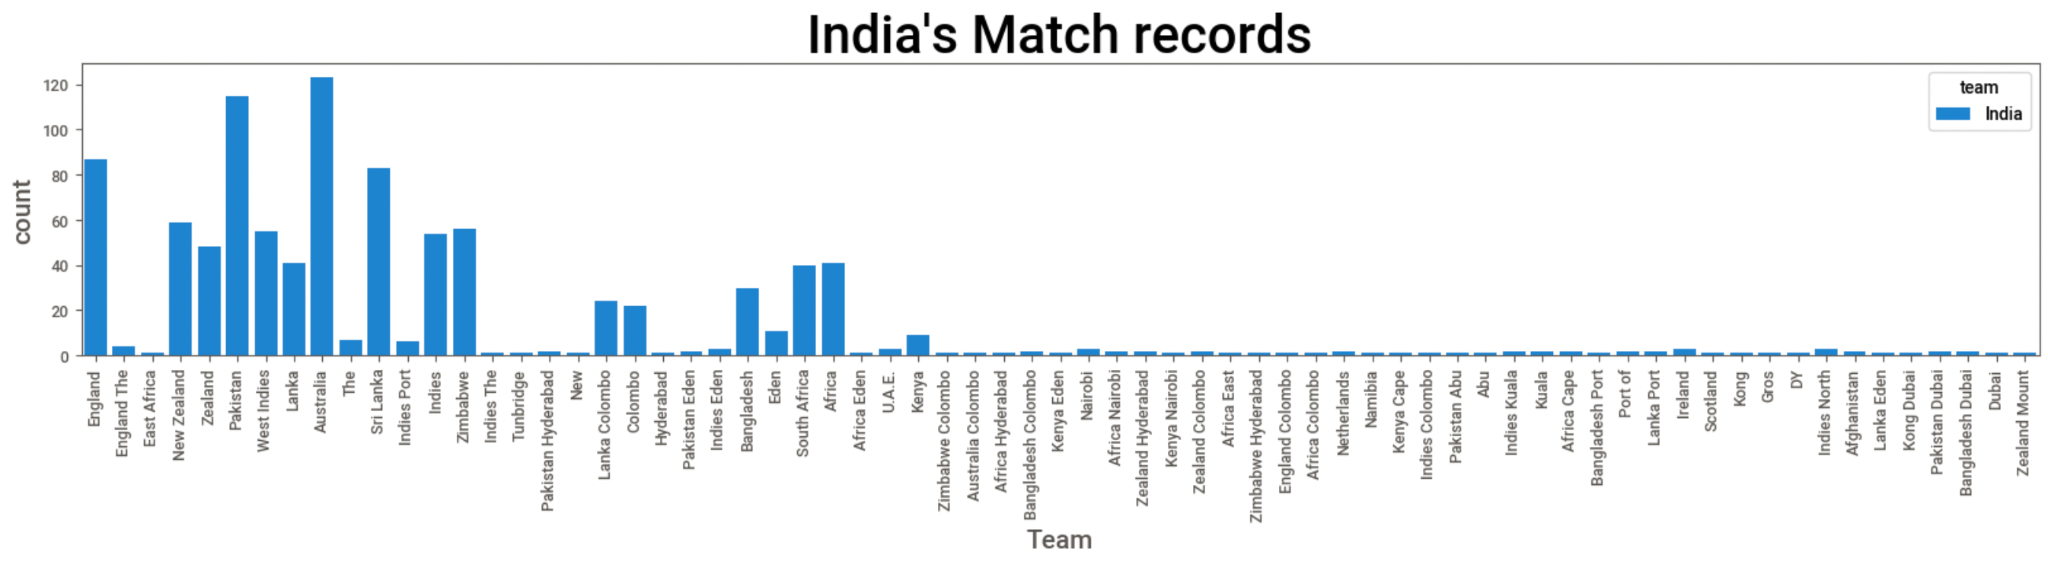 India's Match records
team
India
count
120
100
80
60
40
20
0
England
England The
East Africa
New Zealand
Zealand
Pakistan
West Indies
Lanka
Australia
The
Sri Lanka
Indies Port
Indies
Zimbabwe
Indies The
Tunbridge
Pakistan Hyderabad
New
Lanka Colombo
Colombo
Hyderabad
Pakistan Eden
Indies Eden
Bangladesh
Eden
South Africa
Africa
Africa Eden
U.A.E.
Kenya
Zimbabwe Colombo
Australia Colombo
Africa Hyderabad
Bangladesh Colombo
Kenya Eden
Nairobi
Africa Nairobi
Zealand Hyderabad
Kenya Nairobi
Zealand Colombo
Africa East
Zimbabwe Hyderabad
England Colombo
Africa Colombo
Netherlands
Namibia
Kenya Cape
Indies Colombo
Pakistan Abu
Abu
Indies Kuala
Kuala
Africa Cape
Bangladesh Port
Port of
Lanka Port
Ireland
Scotland
Kong
Gros
DY
Indies North
Afghanistan
Lanka Eden
Kong Dubai
Pakistan Dubai
Bangladesh Dubai
Dubai
Zealand Mount
Team